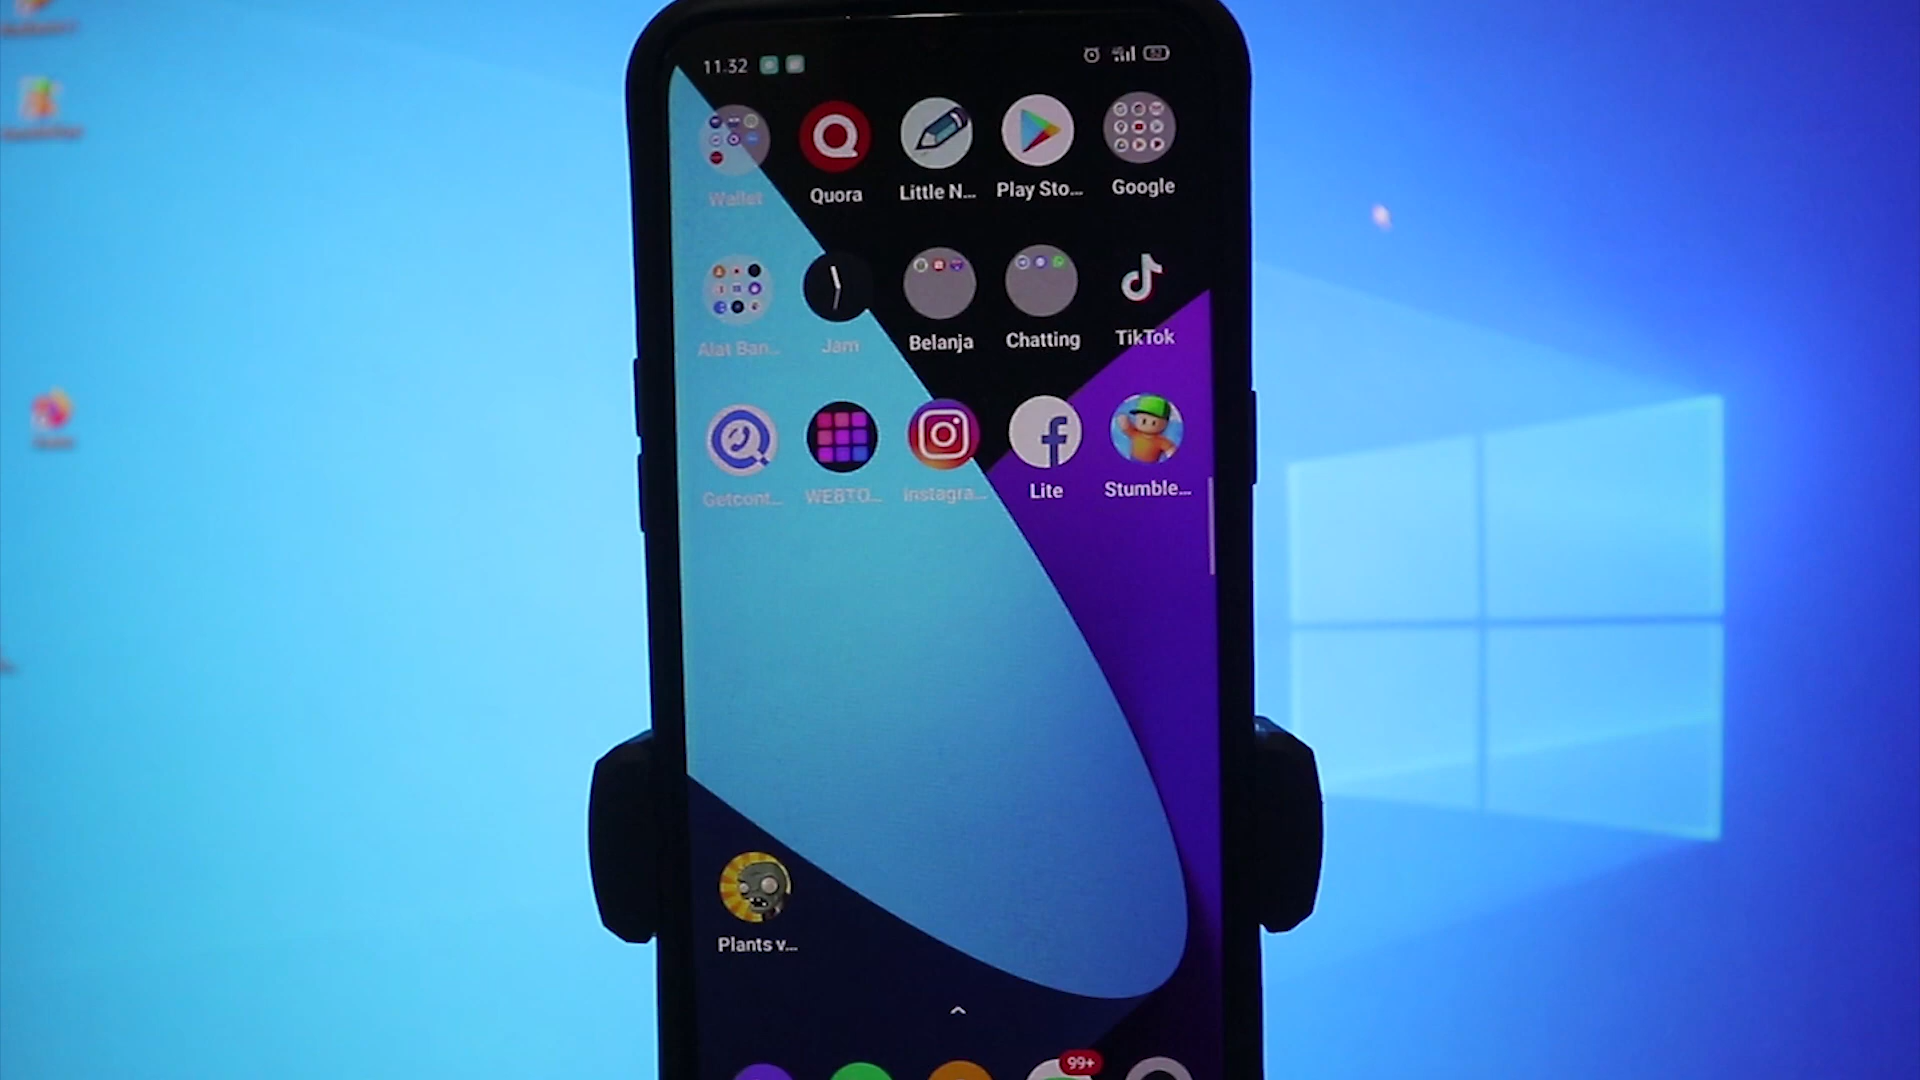 11.32
52
Wallet
Quora
Little N...
Play Sto...
Google
Alat Ban...
Jam
Belanja
Chatting
TikTok
Getcont...
WEBTO...
Instagra...
Lite
Stumble...
Plants v...
99+